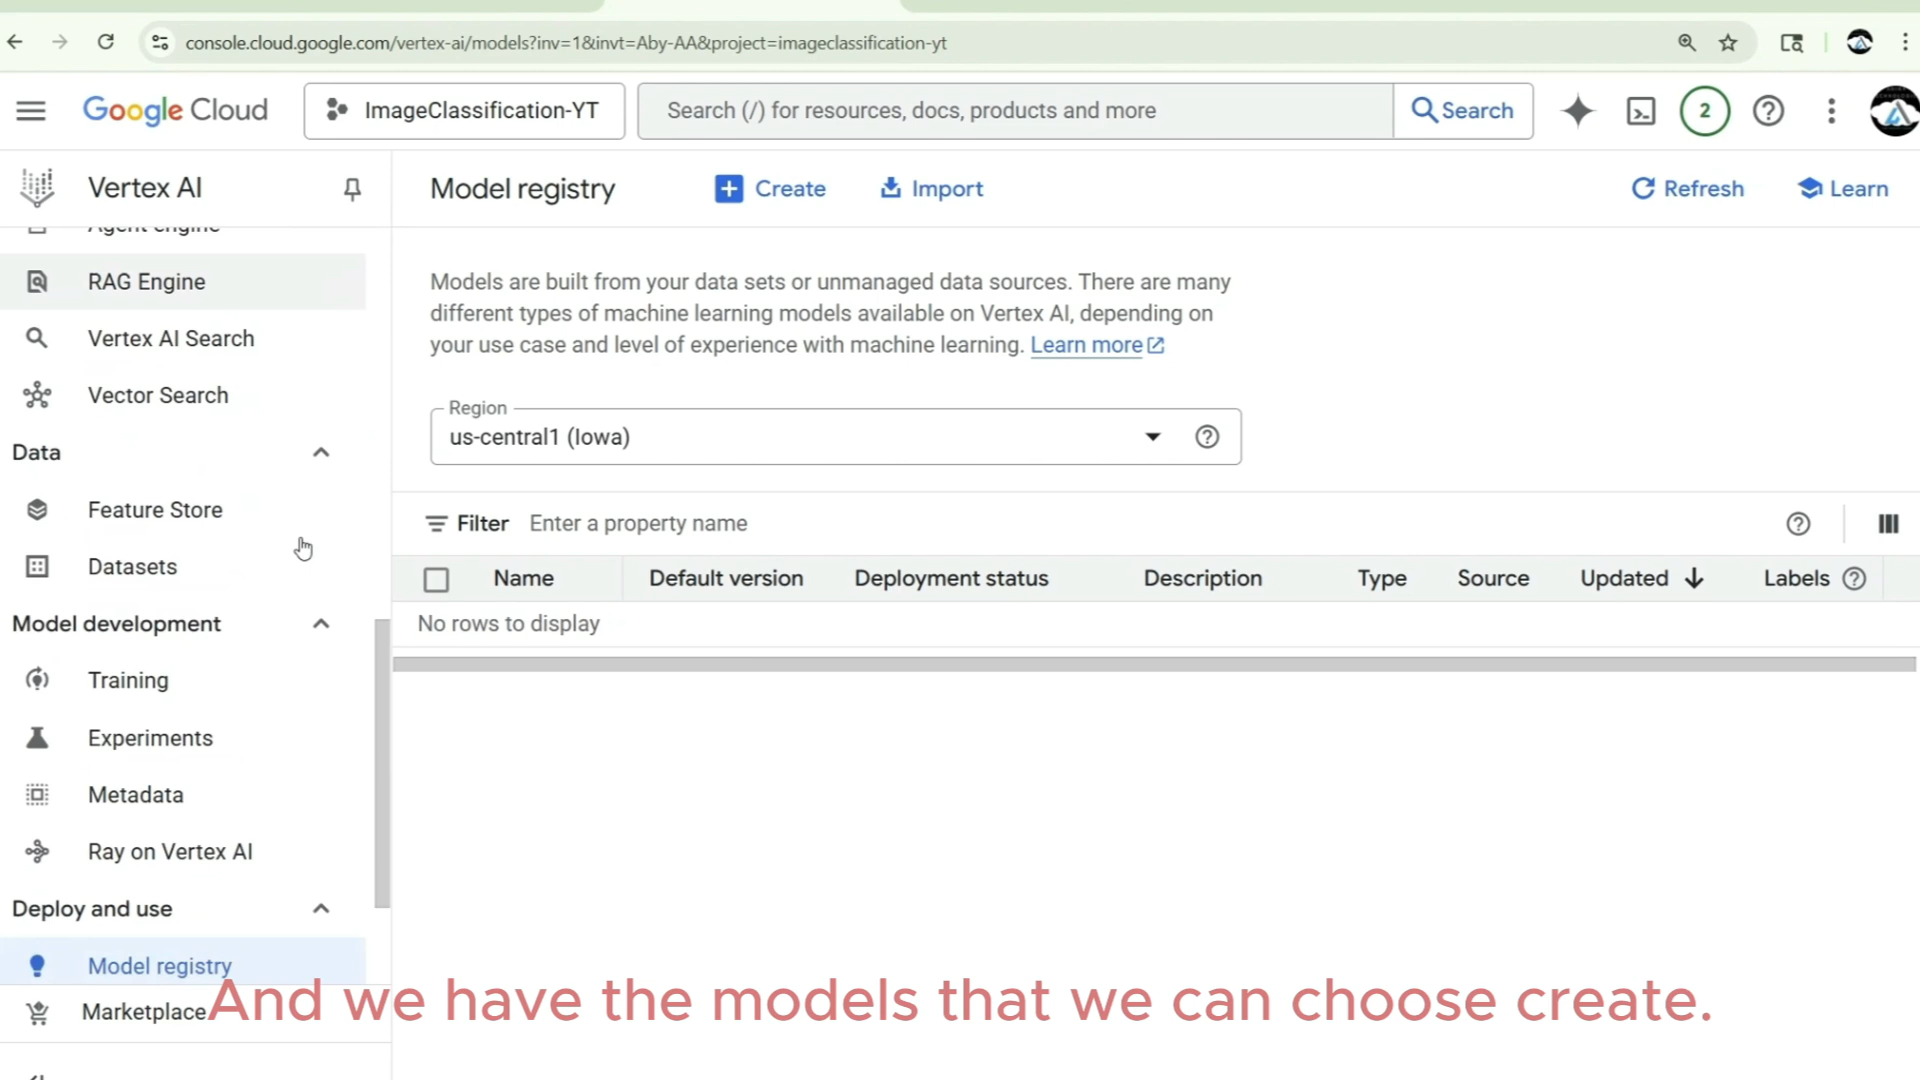 console.cloud.google.com/vertex-ai/models?inv=1&invt=Aby-AA&project=imageclassification-yt
Google Cloud
ImageClassification-YT
Search (/) for resources, docs, products and more
Search
2
Vertex AI
Model registry
Create
Import
Refresh
Learn
Agent engine
RAG Engine
Vertex AI Search
Vector Search
Data
Feature Store
Datasets
Model development
Training
Experiments
Metadata
Ray on Vertex AI
Deploy and use
Model registry
Marketplace
Models are built from your data sets or unmanaged data sources. There are many
different types of machine learning models available on Vertex AI, depending on
your use case and level of experience with machine learning. Learn more
Region
us-central1 (Iowa)
Filter Enter a property name
Name Default version Deployment status Description Type Source Updated Labels
No rows to display
And we have the models that we can choose create.